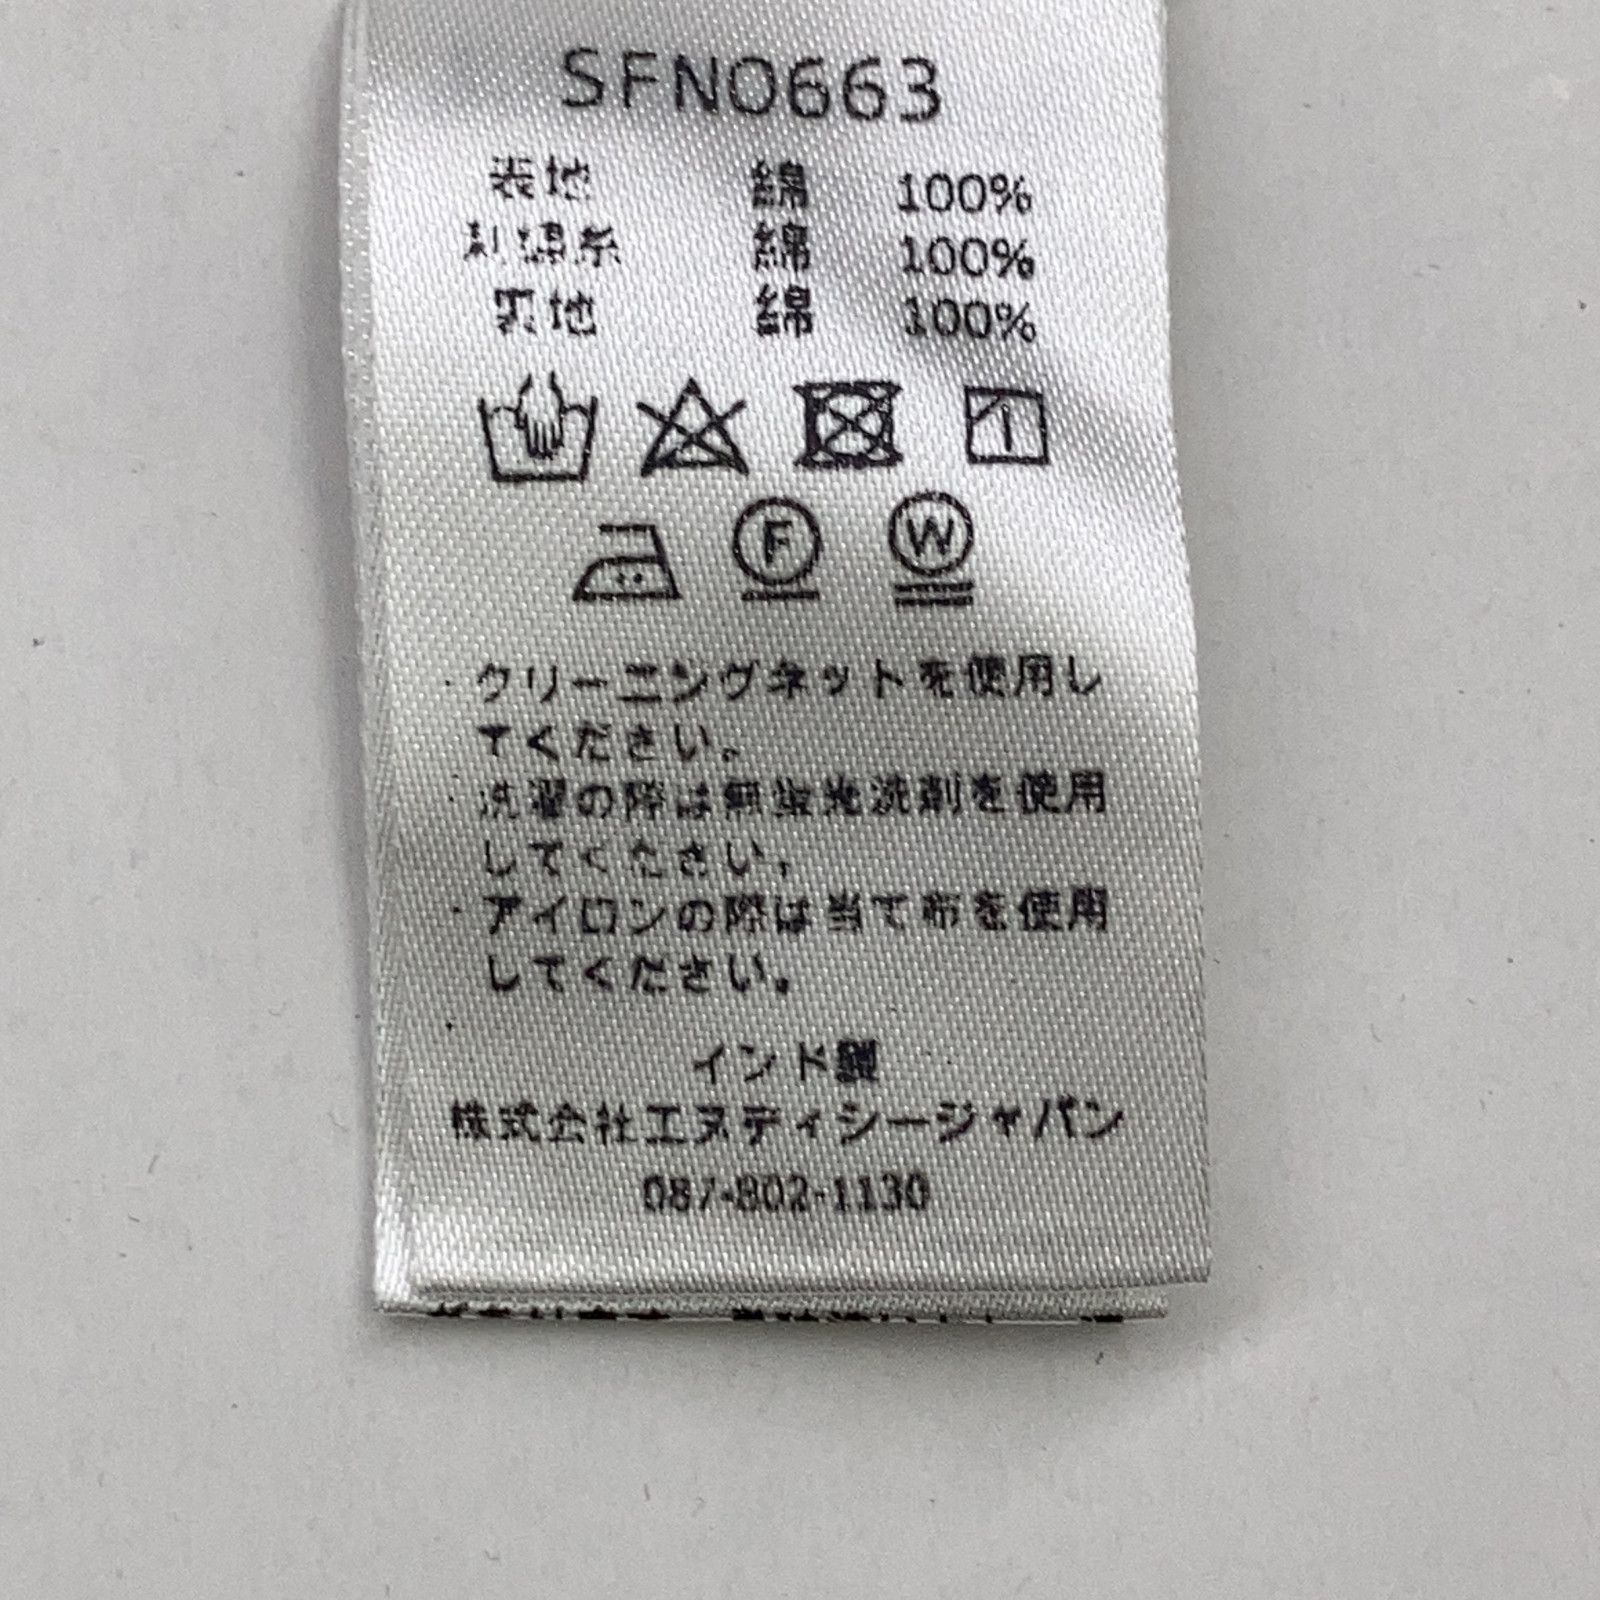 SFN0663
表地 綿 100%
刺繍糸 綿 100%
裏地 綿 100%
F W
・クリーニングネットを使用し
てください。
・洗濯の際は無蛍光洗剤を使用
してください。
・アイロンの際は当て布を使用
してください。
インド製
株式会社エヌディシージャパン
087-802-1130